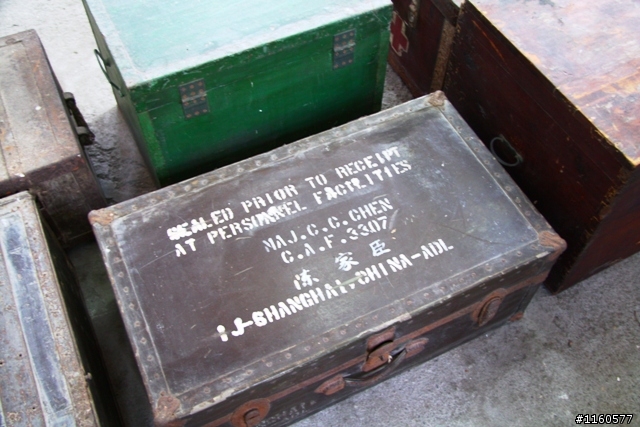 SEALED PRIOR TO RECEIPT
AT PERSONNEL FACILITIES
MAJ. C. C. CHEN
C. A. F. 3307
陈家臣
J-SHANGHAI, CHINA-ADL
#1160577